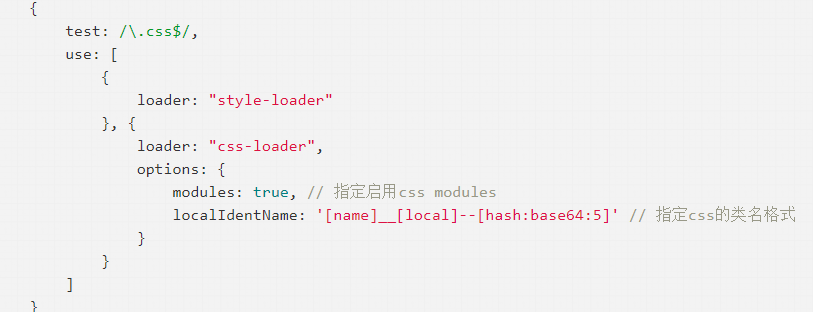 {
    test: /\.css$/,
    use: [
        {
            loader: "style-loader"
        }, {
            loader: "css-loader",
            options: {
                modules: true, // 指定启用css modules
                localIdentName: '[name]__[local]--[hash:base64:5]' // 指定css的类名格式
            }
        }
    ]
}